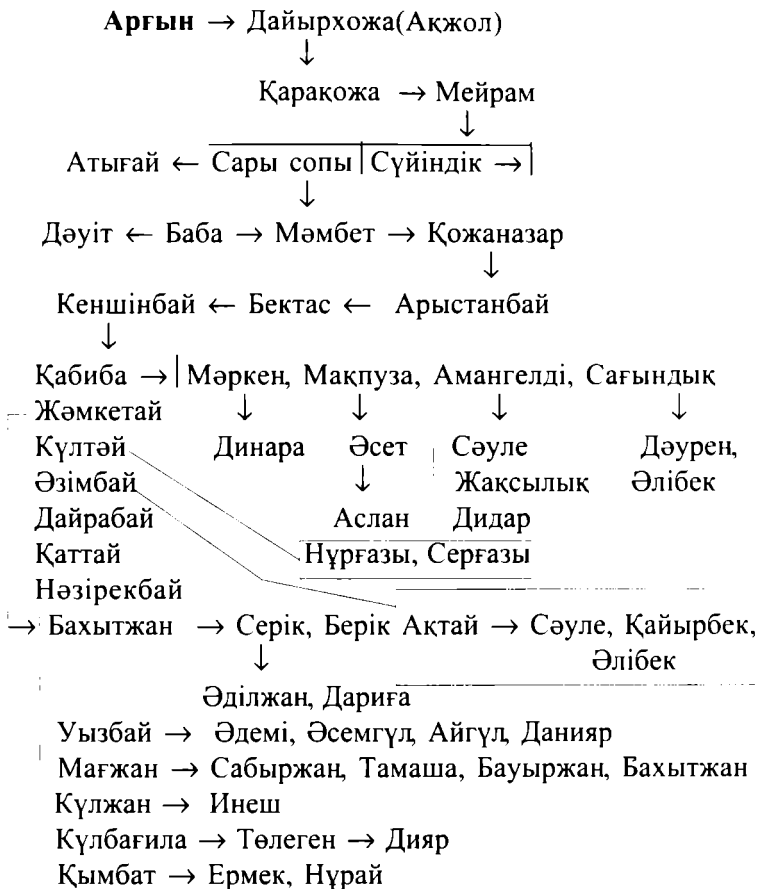 Арғын → Дайырхожа(Ақжол)
↓
Қарақожа → Мейрам
↓
Атығай ← Сары сопы | Сүйіндік → |
↓
Дәуіт ← Баба → Мәмбет → Қожаназар
↓
Кеншінбай ← Бектас ← Арыстанбай
↓
Қабиба → | Мәркен, Мақпуза, Амангелді, Сағындық
Жәмкетай ↓ ↓ ↓ ↓
Күлтәй Динара Әсет Сәуле Дәурен,
Әзімбай ↓ Жақсылық Әлібек
Дайрабай Аслан Дидар
Қаттай Нұрғазы, Серғазы
Нәзірекбай
→ Бахытжан → Серік, Берік Ақтай → Сәуле, Қайырбек,
↓ Әлібек
Әділжан, Дариға
Уызбай → Әдемі, Әсемгүл, Айгүл, Данияр
Мағжан → Сабыржан, Тамаша, Бауыржан, Бахытжан
Күлжан → Инеш
Күлбағила → Төлеген → Дияр
Қымбат → Ермек, Нұрай